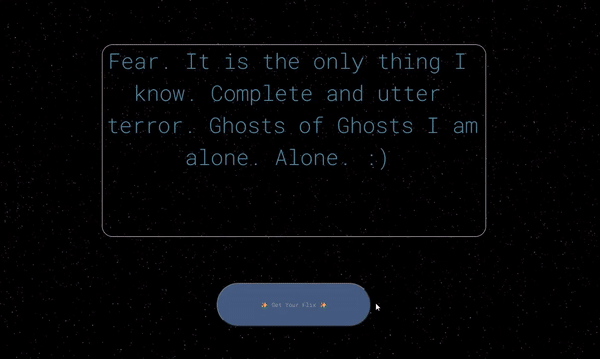 Fear. It is the only thing I
know. Complete and utter
terror. Ghosts of Ghosts I am
alone. Alone. :)
✨ Get Your Flix ✨